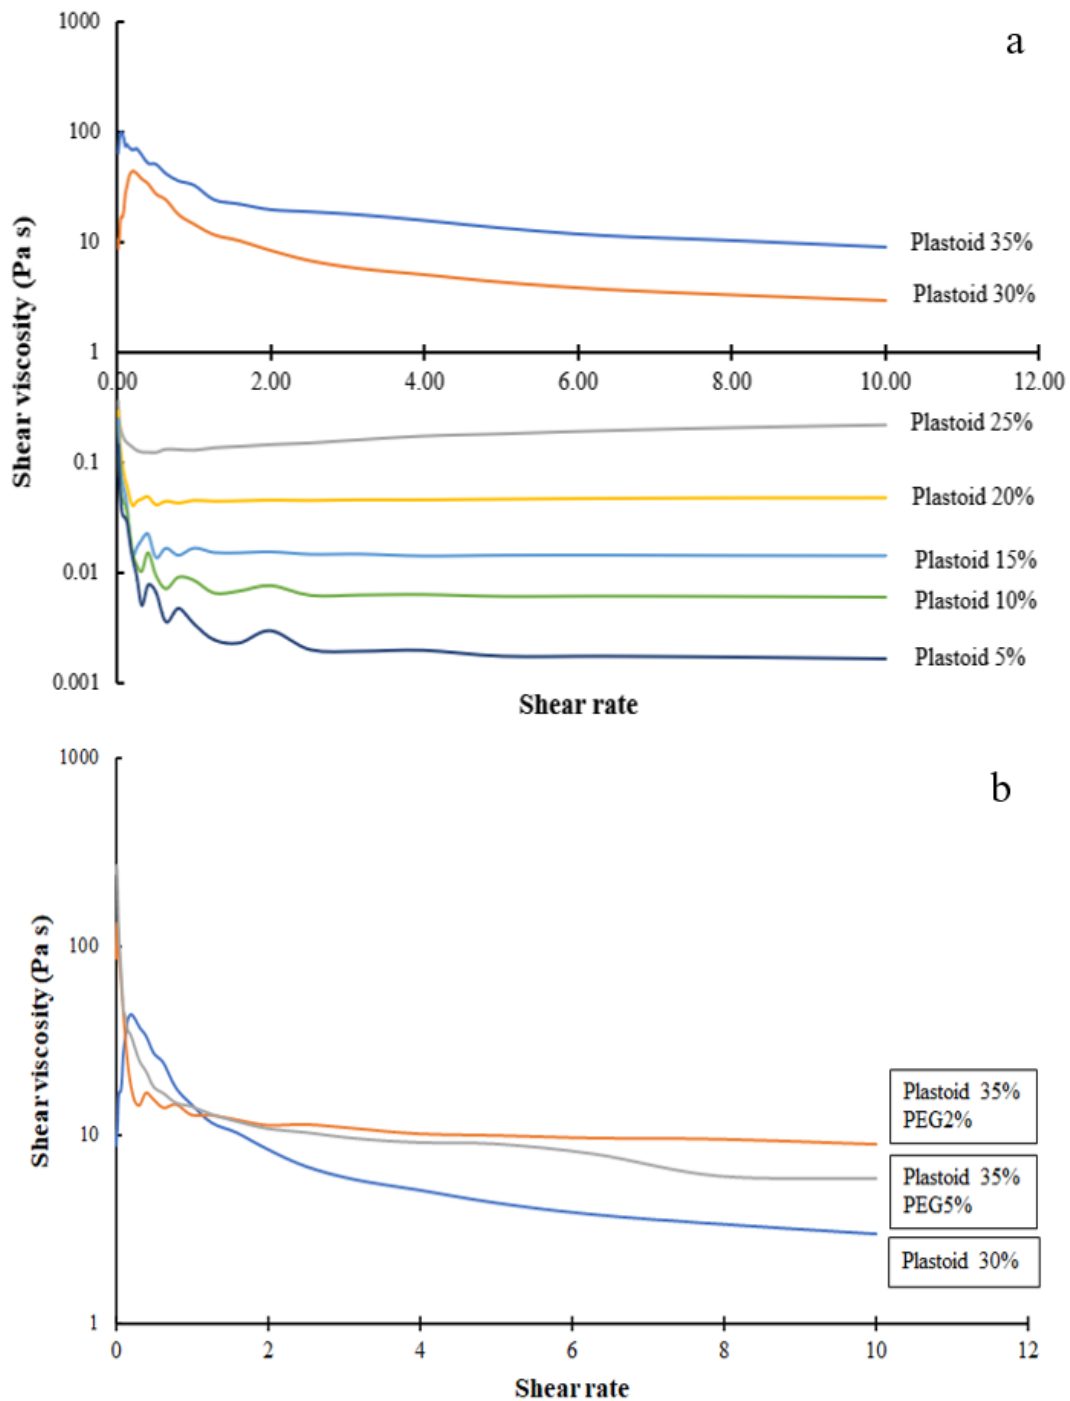 a
1000
100
10
1
0.1
0.01
0.001
Shear viscosity (Pa s)
0.00 2.00 4.00 6.00 8.00 10.00 12.00
Plastoid 35%
Plastoid 30%
Plastoid 25%
Plastoid 20%
Plastoid 15%
Plastoid 10%
Plastoid 5%
Shear rate
b
1000
100
10
1
Shear viscosity (Pa s)
Plastoid 35%
PEG2%
Plastoid 35%
PEG5%
Plastoid 30%
0 2 4 6 8 10 12
Shear rate